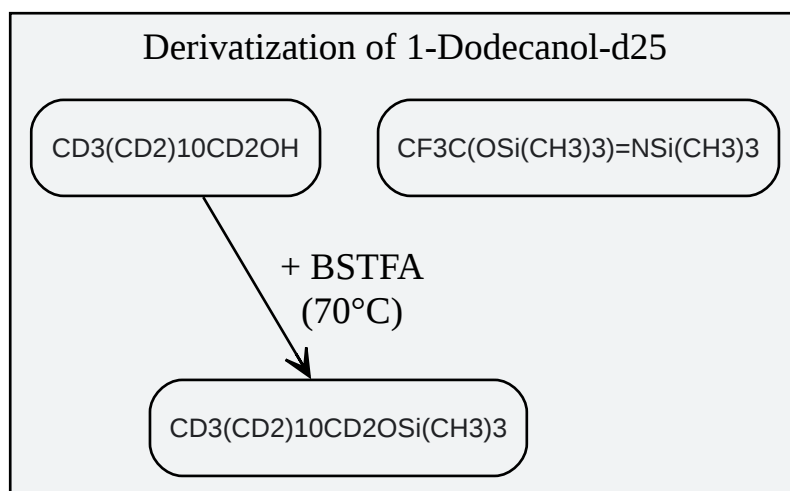 Derivatization of 1-Dodecanol-d25
CD3(CD2)10CD2OH
CF3C(OSi(CH3)3)=NSi(CH3)3
+ BSTFA
(70°C)
CD3(CD2)10CD2OSi(CH3)3